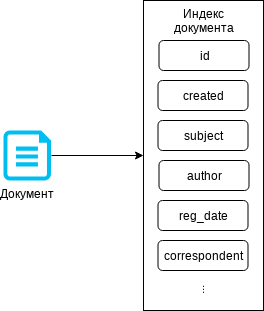 Индекс
документа
id
created
subject
author
reg_date
correspondent
...
Документ